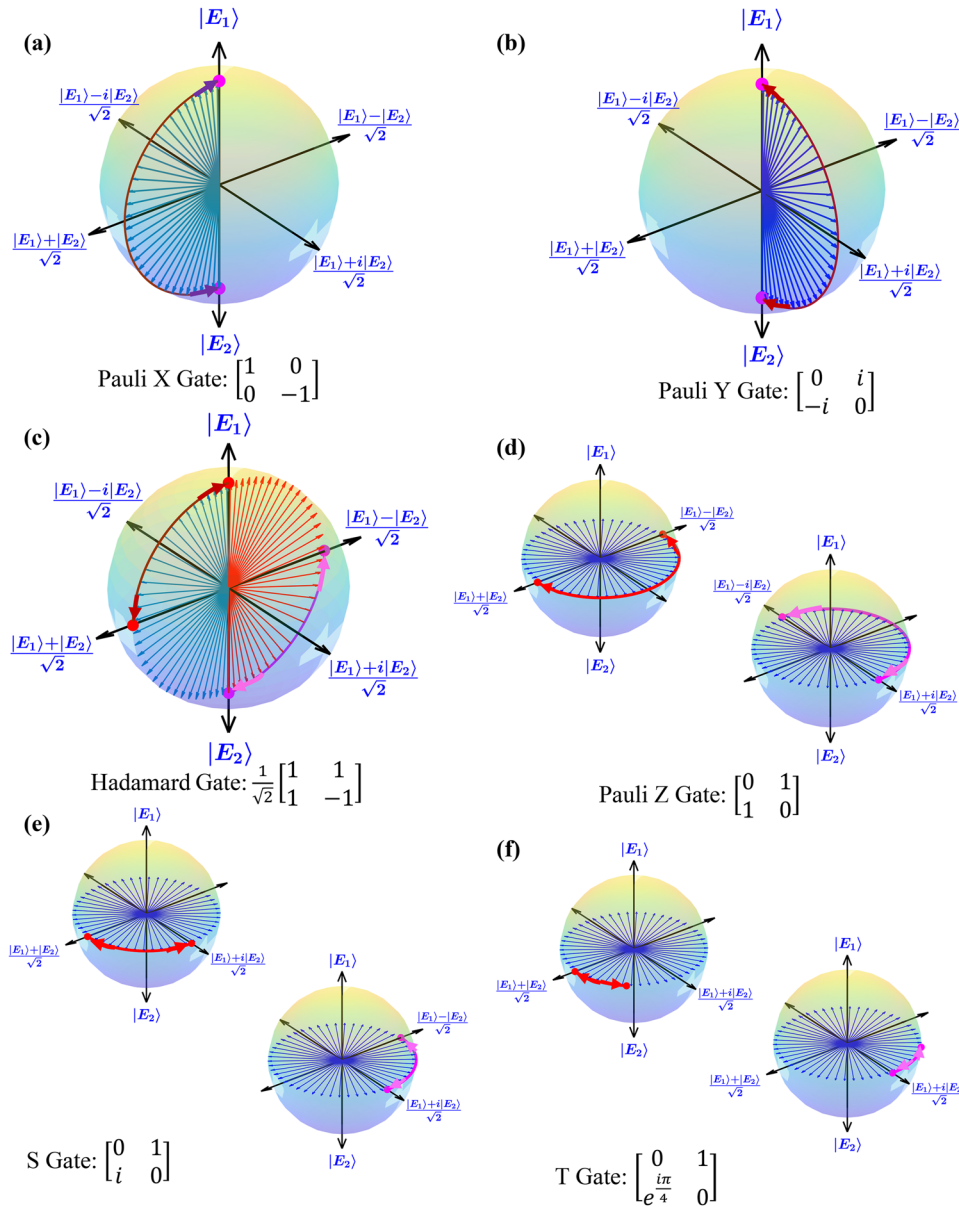 (a)
|E₁⟩
(|E₁⟩−i|E₂⟩)/√2
(|E₁⟩−|E₂⟩)/√2
(|E₁⟩+|E₂⟩)/√2
(|E₁⟩+i|E₂⟩)/√2
|E₂⟩
Pauli X Gate: [1 0; 0 −1]
(b)
|E₁⟩
(|E₁⟩−i|E₂⟩)/√2
(|E₁⟩−|E₂⟩)/√2
(|E₁⟩+|E₂⟩)/√2
(|E₁⟩+i|E₂⟩)/√2
|E₂⟩
Pauli Y Gate: [0 i; −i 0]
(c)
|E₁⟩
(|E₁⟩−i|E₂⟩)/√2
(|E₁⟩−|E₂⟩)/√2
(|E₁⟩+|E₂⟩)/√2
(|E₁⟩+i|E₂⟩)/√2
|E₂⟩
Hadamard Gate: 1/√2 [1 1; 1 −1]
(d)
|E₁⟩
(|E₁⟩−|E₂⟩)/√2
(|E₁⟩+|E₂⟩)/√2
|E₂⟩
|E₁⟩
(|E₁⟩−i|E₂⟩)/√2
(|E₁⟩+i|E₂⟩)/√2
|E₂⟩
Pauli Z Gate: [0 1; 1 0]
(e)
|E₁⟩
(|E₁⟩+|E₂⟩)/√2
(|E₁⟩+i|E₂⟩)/√2
|E₂⟩
|E₁⟩
(|E₁⟩−|E₂⟩)/√2
(|E₁⟩+i|E₂⟩)/√2
|E₂⟩
S Gate: [0 1; i 0]
(f)
|E₁⟩
(|E₁⟩+|E₂⟩)/√2
(|E₁⟩+i|E₂⟩)/√2
|E₂⟩
|E₁⟩
(|E₁⟩+|E₂⟩)/√2
(|E₁⟩+i|E₂⟩)/√2
|E₂⟩
T Gate: [0 1; e^(iπ/4) 0]